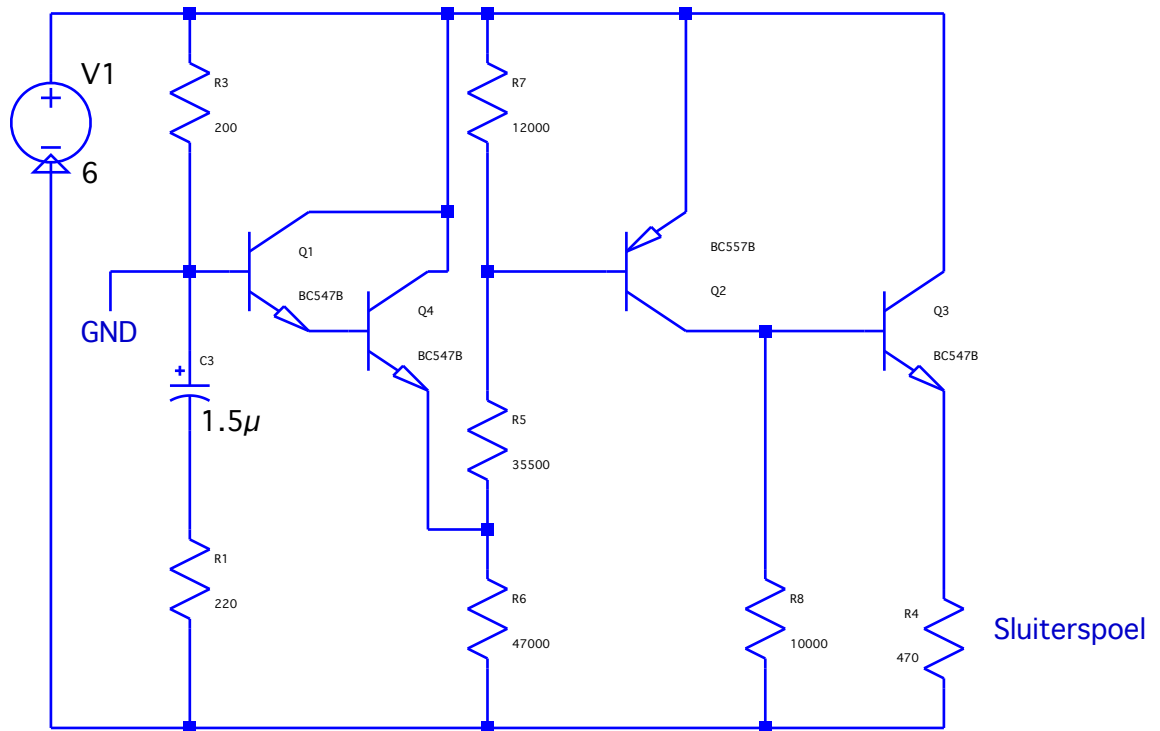 V1
6
R3
200
R7
12000
Q1
BC547B
GND
Q4
BC547B
C3
+
1.5µ
R5
35500
BC557B
Q2
Q3
BC547B
R1
220
R6
47000
R8
10000
R4
470
Sluiterspoel